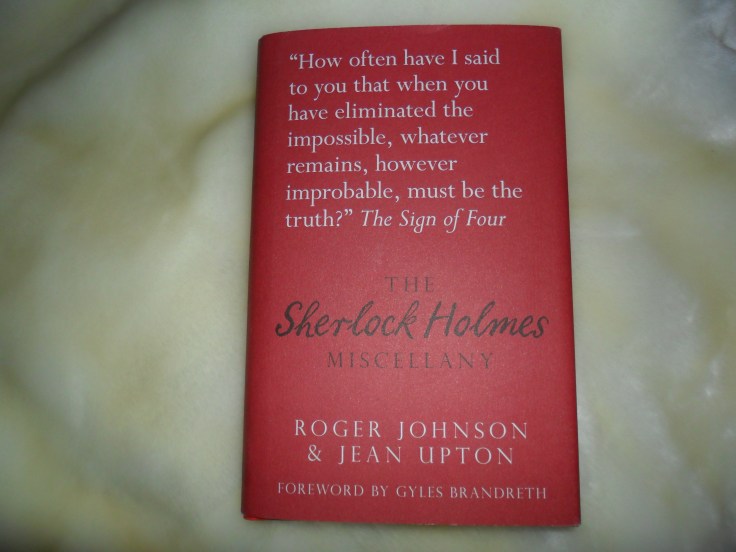 “How often have I said
to you that when you
have eliminated the
impossible, whatever
remains, however
improbable, must be the
truth?” The Sign of Four
THE
Sherlock Holmes
MISCELLANY
ROGER JOHNSON
& JEAN UPTON
FOREWORD BY GYLES BRANDRETH